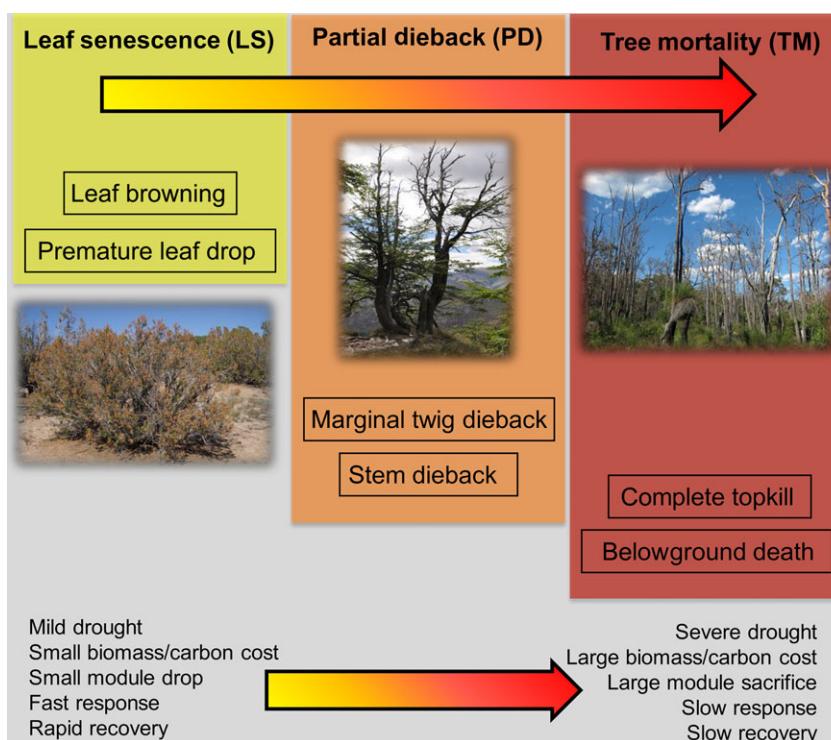 Leaf senescence (LS)
Partial dieback (PD)
Tree mortality (TM)
Leaf browning
Premature leaf drop
Marginal twig dieback
Stem dieback
Complete topkill
Belowground death
Mild drought
Small biomass/carbon cost
Small module drop
Fast response
Rapid recovery
Severe drought
Large biomass/carbon cost
Large module sacrifice
Slow response
Slow recovery